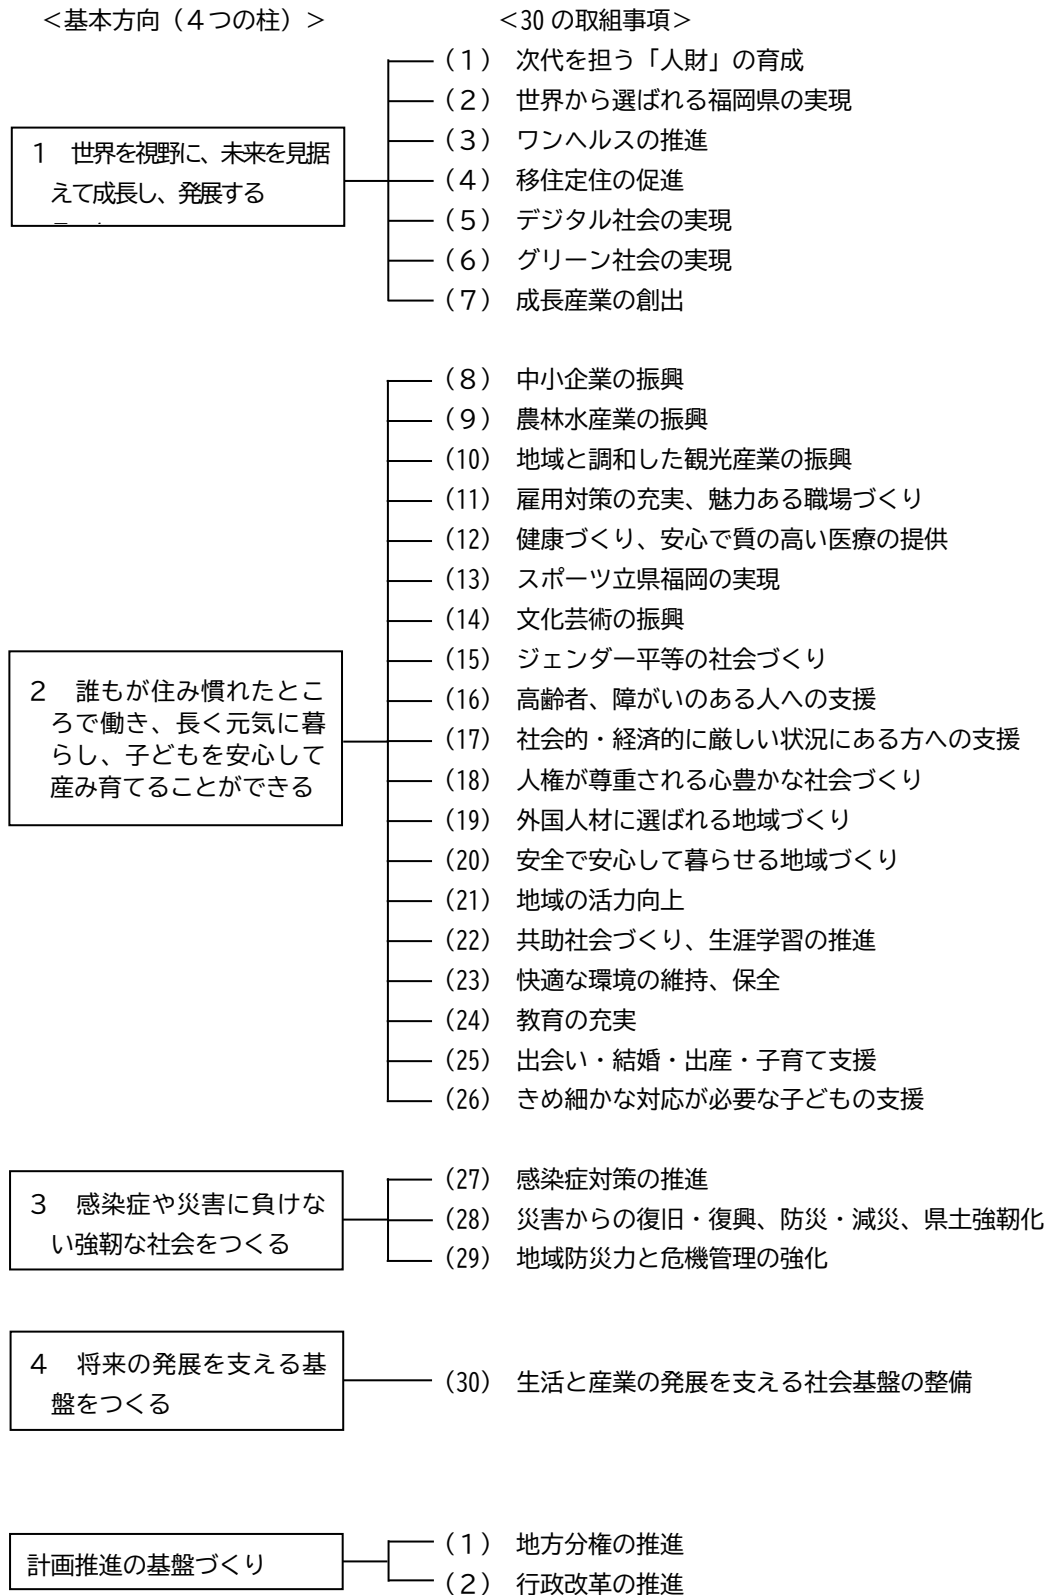 ＜基本方向（４つの柱）＞
＜30 の取組事項＞
１　世界を視野に、未来を見据
えて成長し、発展する
（１）　次代を担う「人財」の育成
（２）　世界から選ばれる福岡県の実現
（３）　ワンヘルスの推進
（４）　移住定住の促進
（５）　デジタル社会の実現
（６）　グリーン社会の実現
（７）　成長産業の創出
２　誰もが住み慣れたとこ
ろで働き、長く元気に暮
らし、子どもを安心して
産み育てることができる
（８）　中小企業の振興
（９）　農林水産業の振興
（10）　地域と調和した観光産業の振興
（11）　雇用対策の充実、魅力ある職場づくり
（12）　健康づくり、安心で質の高い医療の提供
（13）　スポーツ立県福岡の実現
（14）　文化芸術の振興
（15）　ジェンダー平等の社会づくり
（16）　高齢者、障がいのある人への支援
（17）　社会的・経済的に厳しい状況にある方への支援
（18）　人権が尊重される心豊かな社会づくり
（19）　外国人材に選ばれる地域づくり
（20）　安全で安心して暮らせる地域づくり
（21）　地域の活力向上
（22）　共助社会づくり、生涯学習の推進
（23）　快適な環境の維持、保全
（24）　教育の充実
（25）　出会い・結婚・出産・子育て支援
（26）　きめ細かな対応が必要な子どもの支援
３　感染症や災害に負けな
い強靭な社会をつくる
（27）　感染症対策の推進
（28）　災害からの復旧・復興、防災・減災、県土強靭化
（29）　地域防災力と危機管理の強化
４　将来の発展を支える基
盤をつくる
（30）　生活と産業の発展を支える社会基盤の整備
計画推進の基盤づくり
（１）　地方分権の推進
（２）　行政改革の推進